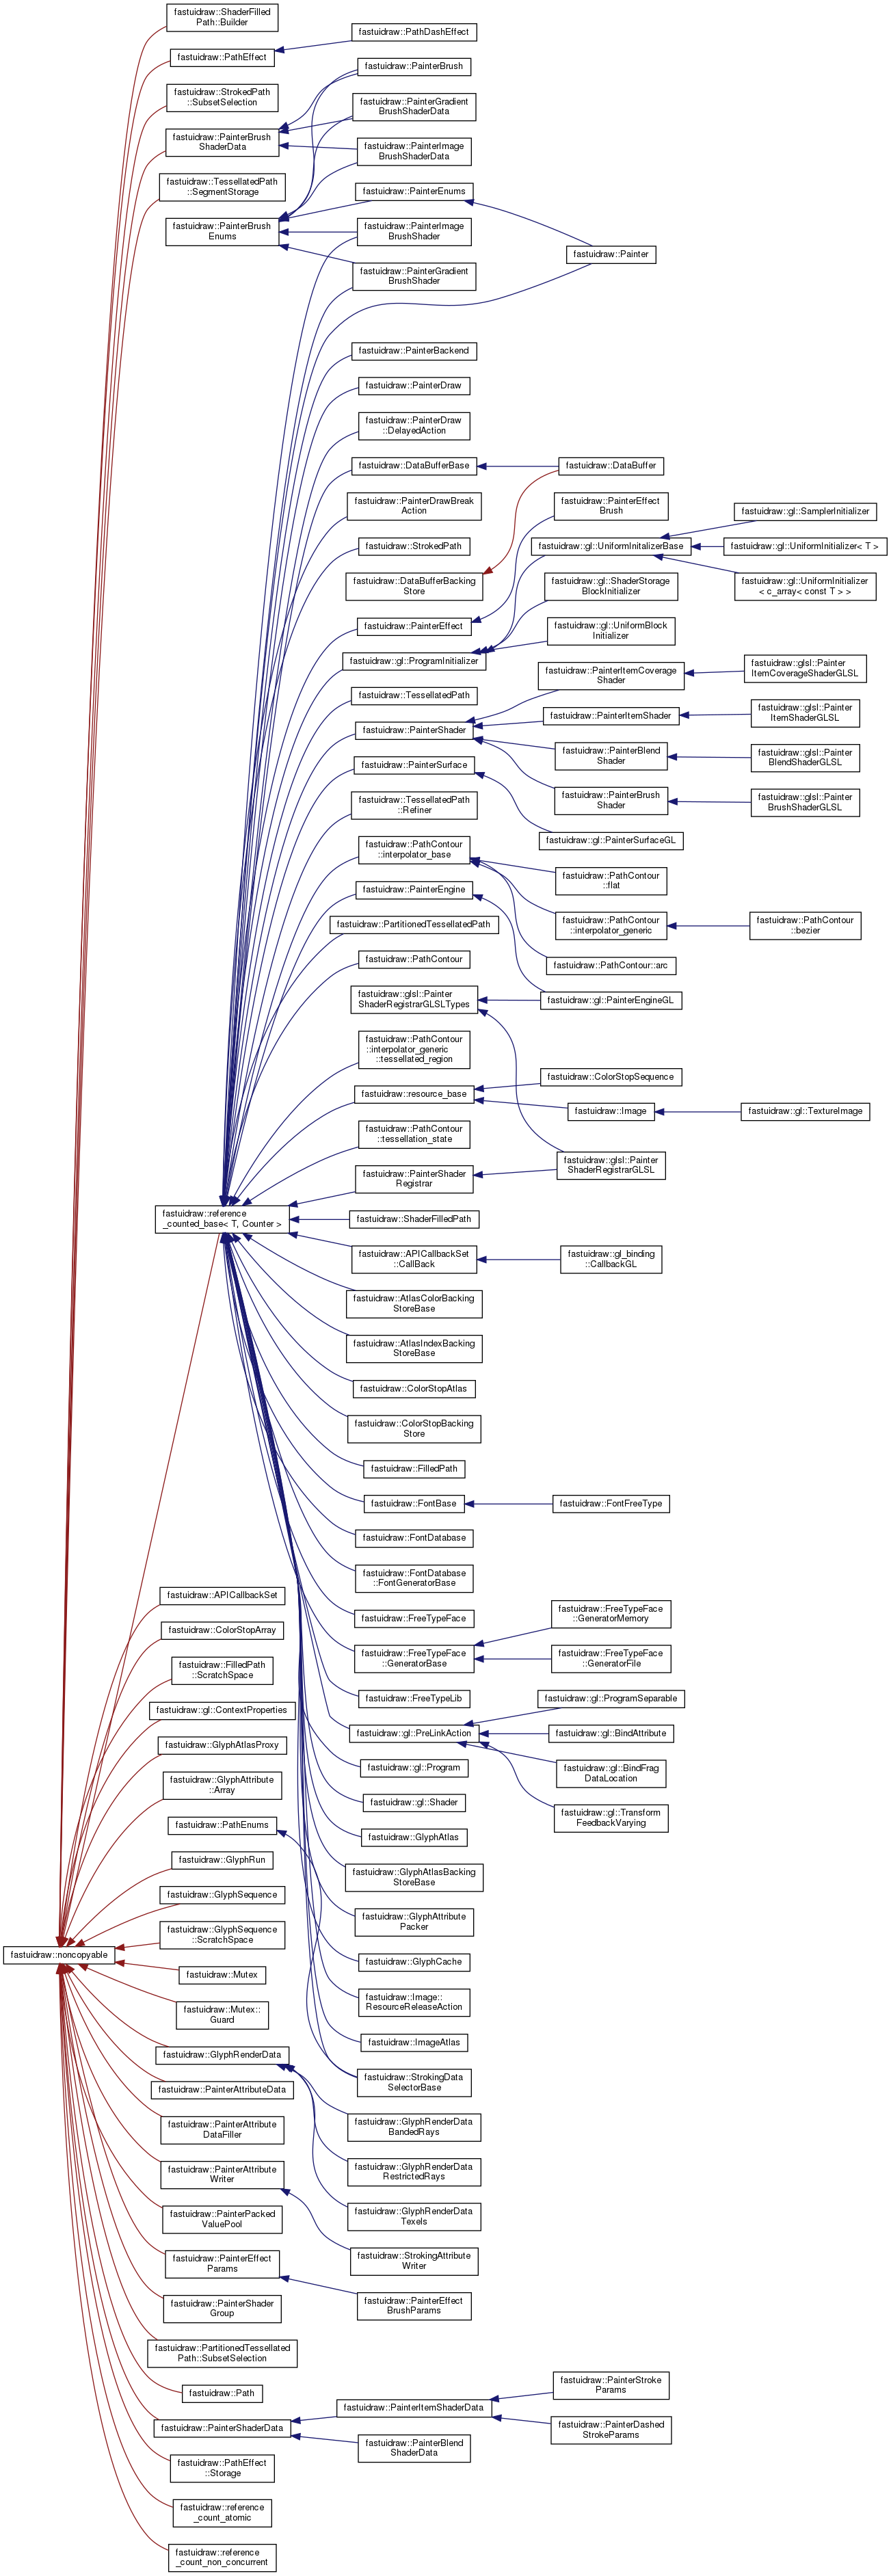 fastuidraw::ShaderFilled
Path::Builder
fastuidraw::PathEffect
fastuidraw::PathDashEffect
fastuidraw::StrokedPath
::SubsetSelection
fastuidraw::PainterBrush
ShaderData
fastuidraw::PainterBrush
fastuidraw::PainterGradient
BrushShaderData
fastuidraw::PainterImage
BrushShaderData
fastuidraw::TessellatedPath
::SegmentStorage
fastuidraw::PainterBrush
Enums
fastuidraw::PainterEnums
fastuidraw::PainterImage
BrushShader
fastuidraw::PainterGradient
BrushShader
fastuidraw::Painter
fastuidraw::PainterBackend
fastuidraw::PainterDraw
fastuidraw::PainterDraw
::DelayedAction
fastuidraw::DataBufferBase
fastuidraw::DataBuffer
fastuidraw::PainterDrawBreak
Action
fastuidraw::StrokedPath
fastuidraw::DataBufferBacking
Store
fastuidraw::PainterEffect
fastuidraw::PainterEffect
Brush
fastuidraw::gl::ProgramInitializer
fastuidraw::gl::UniformInitalizerBase
fastuidraw::gl::SamplerInitializer
fastuidraw::gl::UniformInitializer< T >
fastuidraw::gl::UniformInitializer
< c_array< const T > >
fastuidraw::gl::ShaderStorage
BlockInitializer
fastuidraw::gl::UniformBlock
Initializer
fastuidraw::TessellatedPath
fastuidraw::PainterShader
fastuidraw::PainterItemCoverage
Shader
fastuidraw::glsl::Painter
ItemCoverageShaderGLSL
fastuidraw::PainterItemShader
fastuidraw::glsl::Painter
ItemShaderGLSL
fastuidraw::PainterBlend
Shader
fastuidraw::glsl::Painter
BlendShaderGLSL
fastuidraw::PainterBrush
Shader
fastuidraw::glsl::Painter
BrushShaderGLSL
fastuidraw::PainterSurface
fastuidraw::gl::PainterSurfaceGL
fastuidraw::TessellatedPath
::Refiner
fastuidraw::PathContour
::interpolator_base
fastuidraw::PathContour
::flat
fastuidraw::PathContour
::interpolator_generic
fastuidraw::PathContour
::bezier
fastuidraw::PathContour::arc
fastuidraw::PainterEngine
fastuidraw::gl::PainterEngineGL
fastuidraw::PartitionedTessellatedPath
fastuidraw::PathContour
fastuidraw::glsl::Painter
ShaderRegistrarGLSLTypes
fastuidraw::PathContour
::interpolator_generic
::tessellated_region
fastuidraw::resource_base
fastuidraw::ColorStopSequence
fastuidraw::Image
fastuidraw::gl::TextureImage
fastuidraw::PathContour
::tessellation_state
fastuidraw::PainterShader
Registrar
fastuidraw::glsl::Painter
ShaderRegistrarGLSL
fastuidraw::reference
_counted_base< T, Counter >
fastuidraw::ShaderFilledPath
fastuidraw::APICallbackSet
::CallBack
fastuidraw::gl_binding
::CallbackGL
fastuidraw::AtlasColorBacking
StoreBase
fastuidraw::AtlasIndexBacking
StoreBase
fastuidraw::ColorStopAtlas
fastuidraw::ColorStopBacking
Store
fastuidraw::FilledPath
fastuidraw::FontBase
fastuidraw::FontFreeType
fastuidraw::FontDatabase
fastuidraw::FontDatabase
::FontGeneratorBase
fastuidraw::FreeTypeFace
fastuidraw::FreeTypeFace
::GeneratorBase
fastuidraw::FreeTypeFace
::GeneratorMemory
fastuidraw::FreeTypeFace
::GeneratorFile
fastuidraw::FreeTypeLib
fastuidraw::gl::PreLinkAction
fastuidraw::gl::ProgramSeparable
fastuidraw::gl::BindAttribute
fastuidraw::gl::BindFrag
DataLocation
fastuidraw::gl::Transform
FeedbackVarying
fastuidraw::gl::Program
fastuidraw::gl::Shader
fastuidraw::GlyphAtlas
fastuidraw::GlyphAtlasBacking
StoreBase
fastuidraw::GlyphAttribute
Packer
fastuidraw::GlyphCache
fastuidraw::Image::
ResourceReleaseAction
fastuidraw::ImageAtlas
fastuidraw::StrokingData
SelectorBase
fastuidraw::APICallbackSet
fastuidraw::ColorStopArray
fastuidraw::FilledPath
::ScratchSpace
fastuidraw::gl::ContextProperties
fastuidraw::GlyphAtlasProxy
fastuidraw::GlyphAttribute
::Array
fastuidraw::PathEnums
fastuidraw::GlyphRun
fastuidraw::GlyphSequence
fastuidraw::GlyphSequence
::ScratchSpace
fastuidraw::noncopyable
fastuidraw::Mutex
fastuidraw::Mutex::
Guard
fastuidraw::GlyphRenderData
fastuidraw::PainterAttributeData
fastuidraw::GlyphRenderData
BandedRays
fastuidraw::PainterAttribute
DataFiller
fastuidraw::GlyphRenderData
RestrictedRays
fastuidraw::PainterAttribute
Writer
fastuidraw::GlyphRenderData
Texels
fastuidraw::PainterPacked
ValuePool
fastuidraw::StrokingAttribute
Writer
fastuidraw::PainterEffect
Params
fastuidraw::PainterEffect
BrushParams
fastuidraw::PainterShader
Group
fastuidraw::PartitionedTessellated
Path::SubsetSelection
fastuidraw::Path
fastuidraw::PainterShaderData
fastuidraw::PainterItemShaderData
fastuidraw::PainterStroke
Params
fastuidraw::PainterDashed
StrokeParams
fastuidraw::PainterBlend
ShaderData
fastuidraw::PathEffect
::Storage
fastuidraw::reference
_count_atomic
fastuidraw::reference
_count_non_concurrent